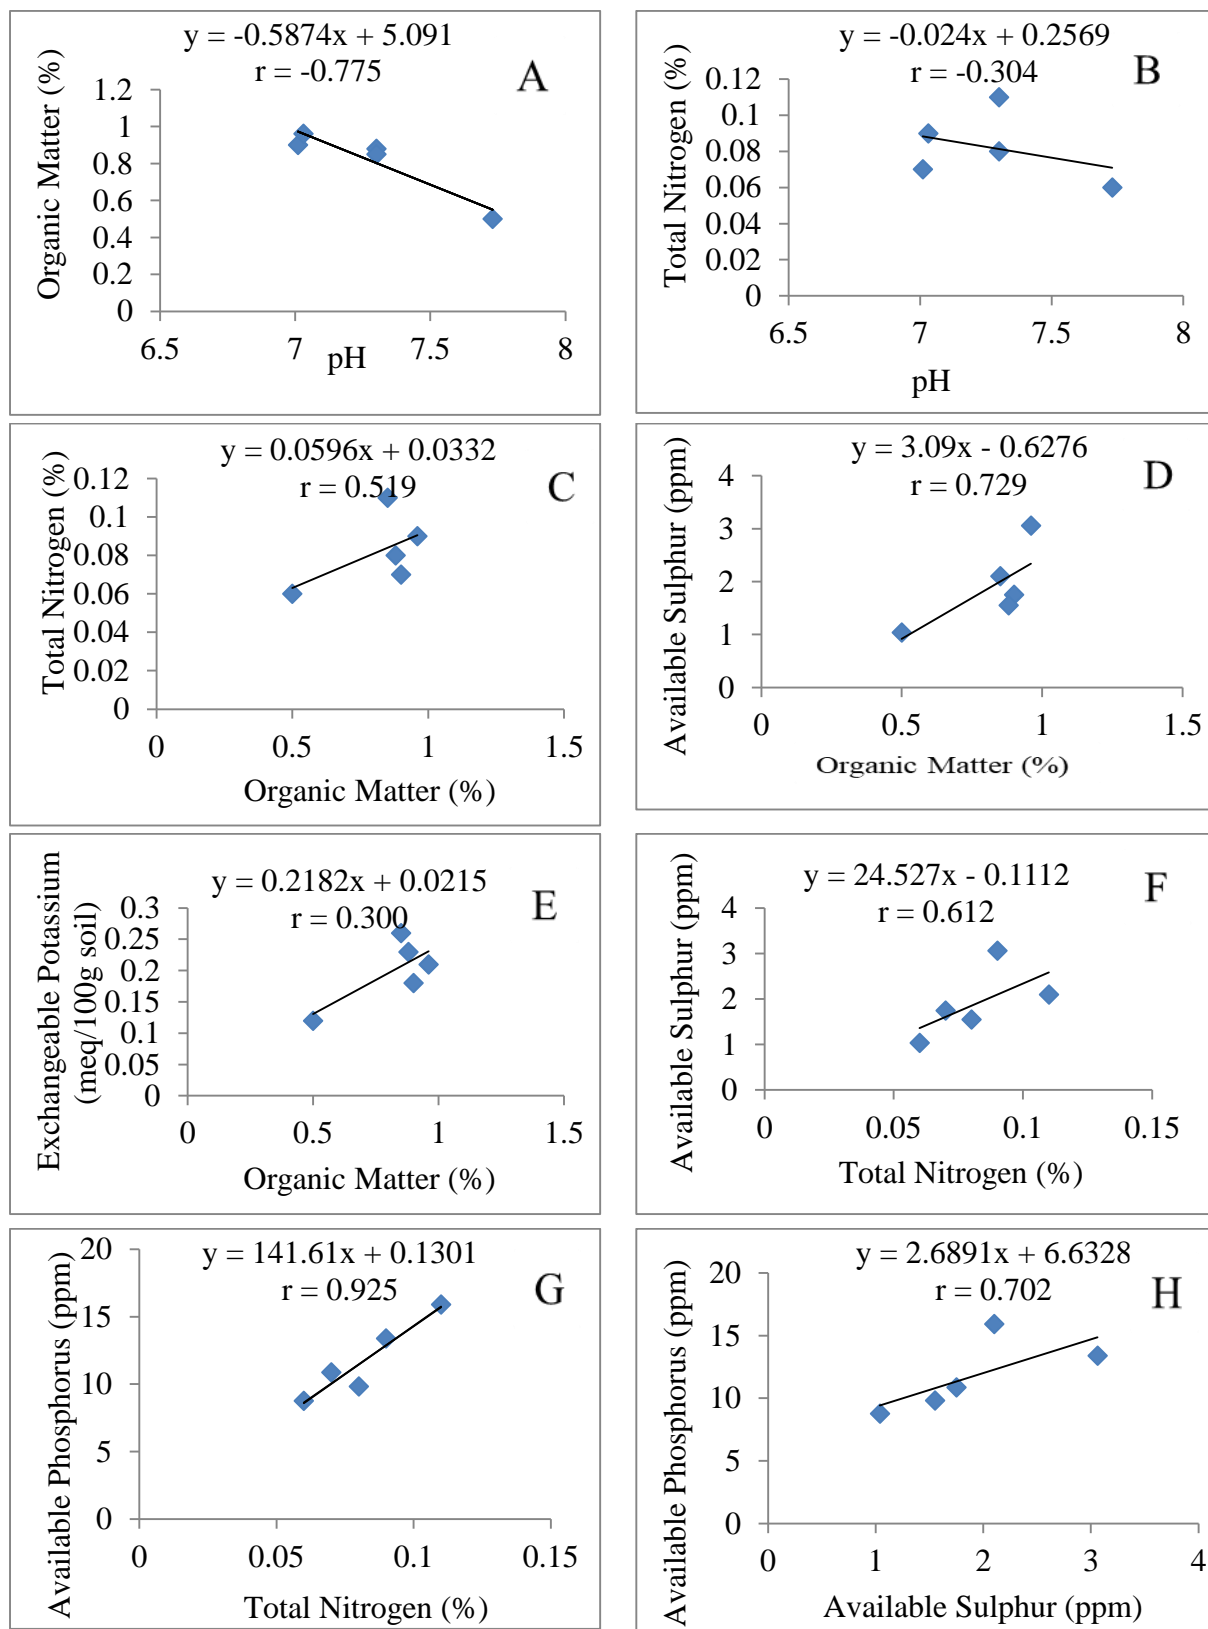 y = -0.5874x + 5.091
r = -0.775
A
Organic Matter (%)
1.2
1
0.8
0.6
0.4
0.2
0
6.5 7 7.5 8
pH
y = -0.024x + 0.2569
r = -0.304
B
Total Nitrogen (%)
0.12
0.1
0.08
0.06
0.04
0.02
0
6.5 7 7.5 8
pH
y = 0.0596x + 0.0332
r = 0.519
C
Total Nitrogen (%)
0.12
0.1
0.08
0.06
0.04
0.02
0
0 0.5 1 1.5
Organic Matter (%)
y = 3.09x - 0.6276
r = 0.729
D
Available Sulphur (ppm)
4
3
2
1
0
0 0.5 1 1.5
Organic Matter (%)
y = 0.2182x + 0.0215
r = 0.300
E
Exchangeable Potassium
(meq/100g soil)
0.3
0.25
0.2
0.15
0.1
0.05
0
0 0.5 1 1.5
Organic Matter (%)
y = 24.527x - 0.1112
r = 0.612
F
Available Sulphur (ppm)
4
3
2
1
0
0 0.05 0.1 0.15
Total Nitrogen (%)
y = 141.61x + 0.1301
r = 0.925
G
Available Phosphorus (ppm)
20
15
10
5
0
0 0.05 0.1 0.15
Total Nitrogen (%)
y = 2.6891x + 6.6328
r = 0.702
H
Available Phosphorus (ppm)
20
15
10
5
0
0 1 2 3 4
Available Sulphur (ppm)